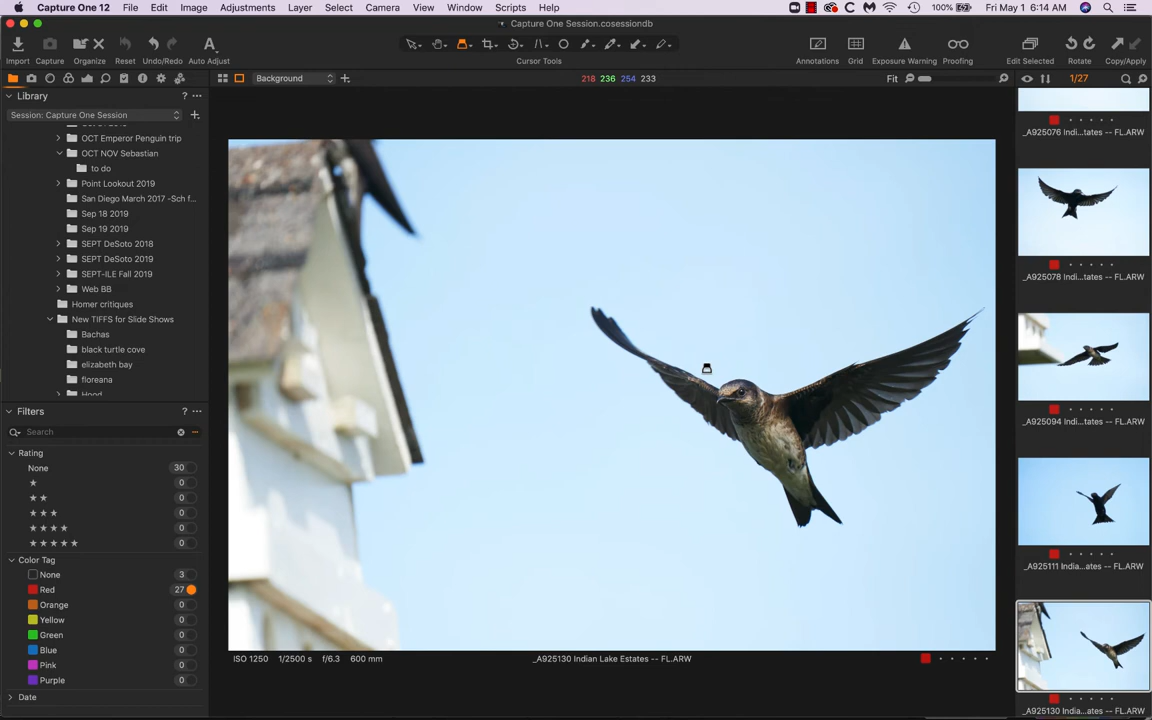 Capture One 12 File Edit Image Adjustments Layer Select Camera View Window Scripts Help 100% Fri May 1 6:14 AM
Capture One Session.cosessiondb
Import Capture Organize Reset Undo/Redo Auto Adjust Cursor Tools Annotations Grid Exposure Warning Proofing Edit Selected Rotate Copy/Apply
Background 218 236 254 233 Fit 1/27
Library
Session: Capture One Session
OCT Emperor Penguin trip
OCT NOV Sebastian
to do
Point Lookout 2019
San Diego March 2017 -Sch f...
Sep 18 2019
Sep 19 2019
SEPT DeSoto 2018
SEPT DeSoto 2019
SEPT-ILE Fall 2019
Web BB
Homer critiques
New TIFFS for Slide Shows
Bachas
black turtle cove
elizabeth bay
floreana
Hood
Filters
Search
Rating
None 30
0
0
0
0
0
Color Tag
None 3
Red 27
Orange 0
Yellow 0
Green 0
Blue 0
Pink 0
Purple 0
Date
ISO 1250 1/2500 s f/6.3 600 mm _A925130 Indian Lake Estates -- FL.ARW
_A925076 Indi...tates -- FL.ARW
_A925078 Indi...tates -- FL.ARW
_A925094 Indi...tates -- FL.ARW
_A925111 India...ates -- FL.ARW
_A925130 India...ates -- FL.ARW